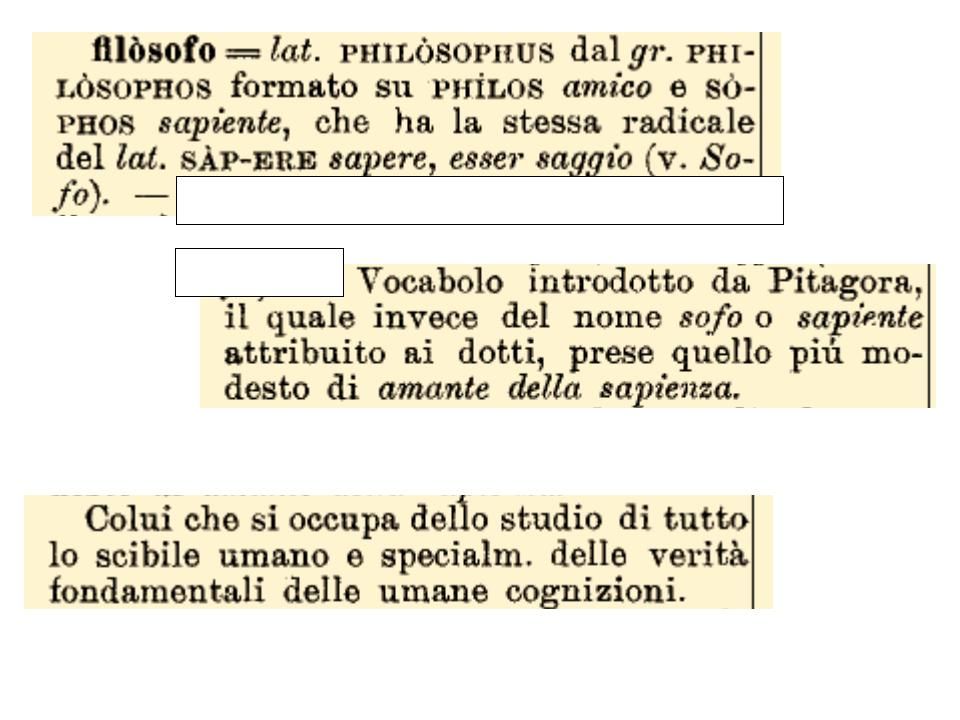 filòsofo = lat. PHILÒSOPHUS dal gr. PHI-
LÒSOPHOS formato su PHÍLOS amico e SÒ-
PHOS sapiente, che ha la stessa radicale
del lat. SÀP-ERE sapere, esser saggio (v. So-
fo). —
Vocabolo introdotto da Pitagora,
il quale invece del nome sofo o sapiente
attribuito ai dotti, prese quello piú mo-
desto di amante della sapienza.
Colui che si occupa dello studio di tutto
lo scibile umano e specialm. delle verità
fondamentali delle umane cognizioni.